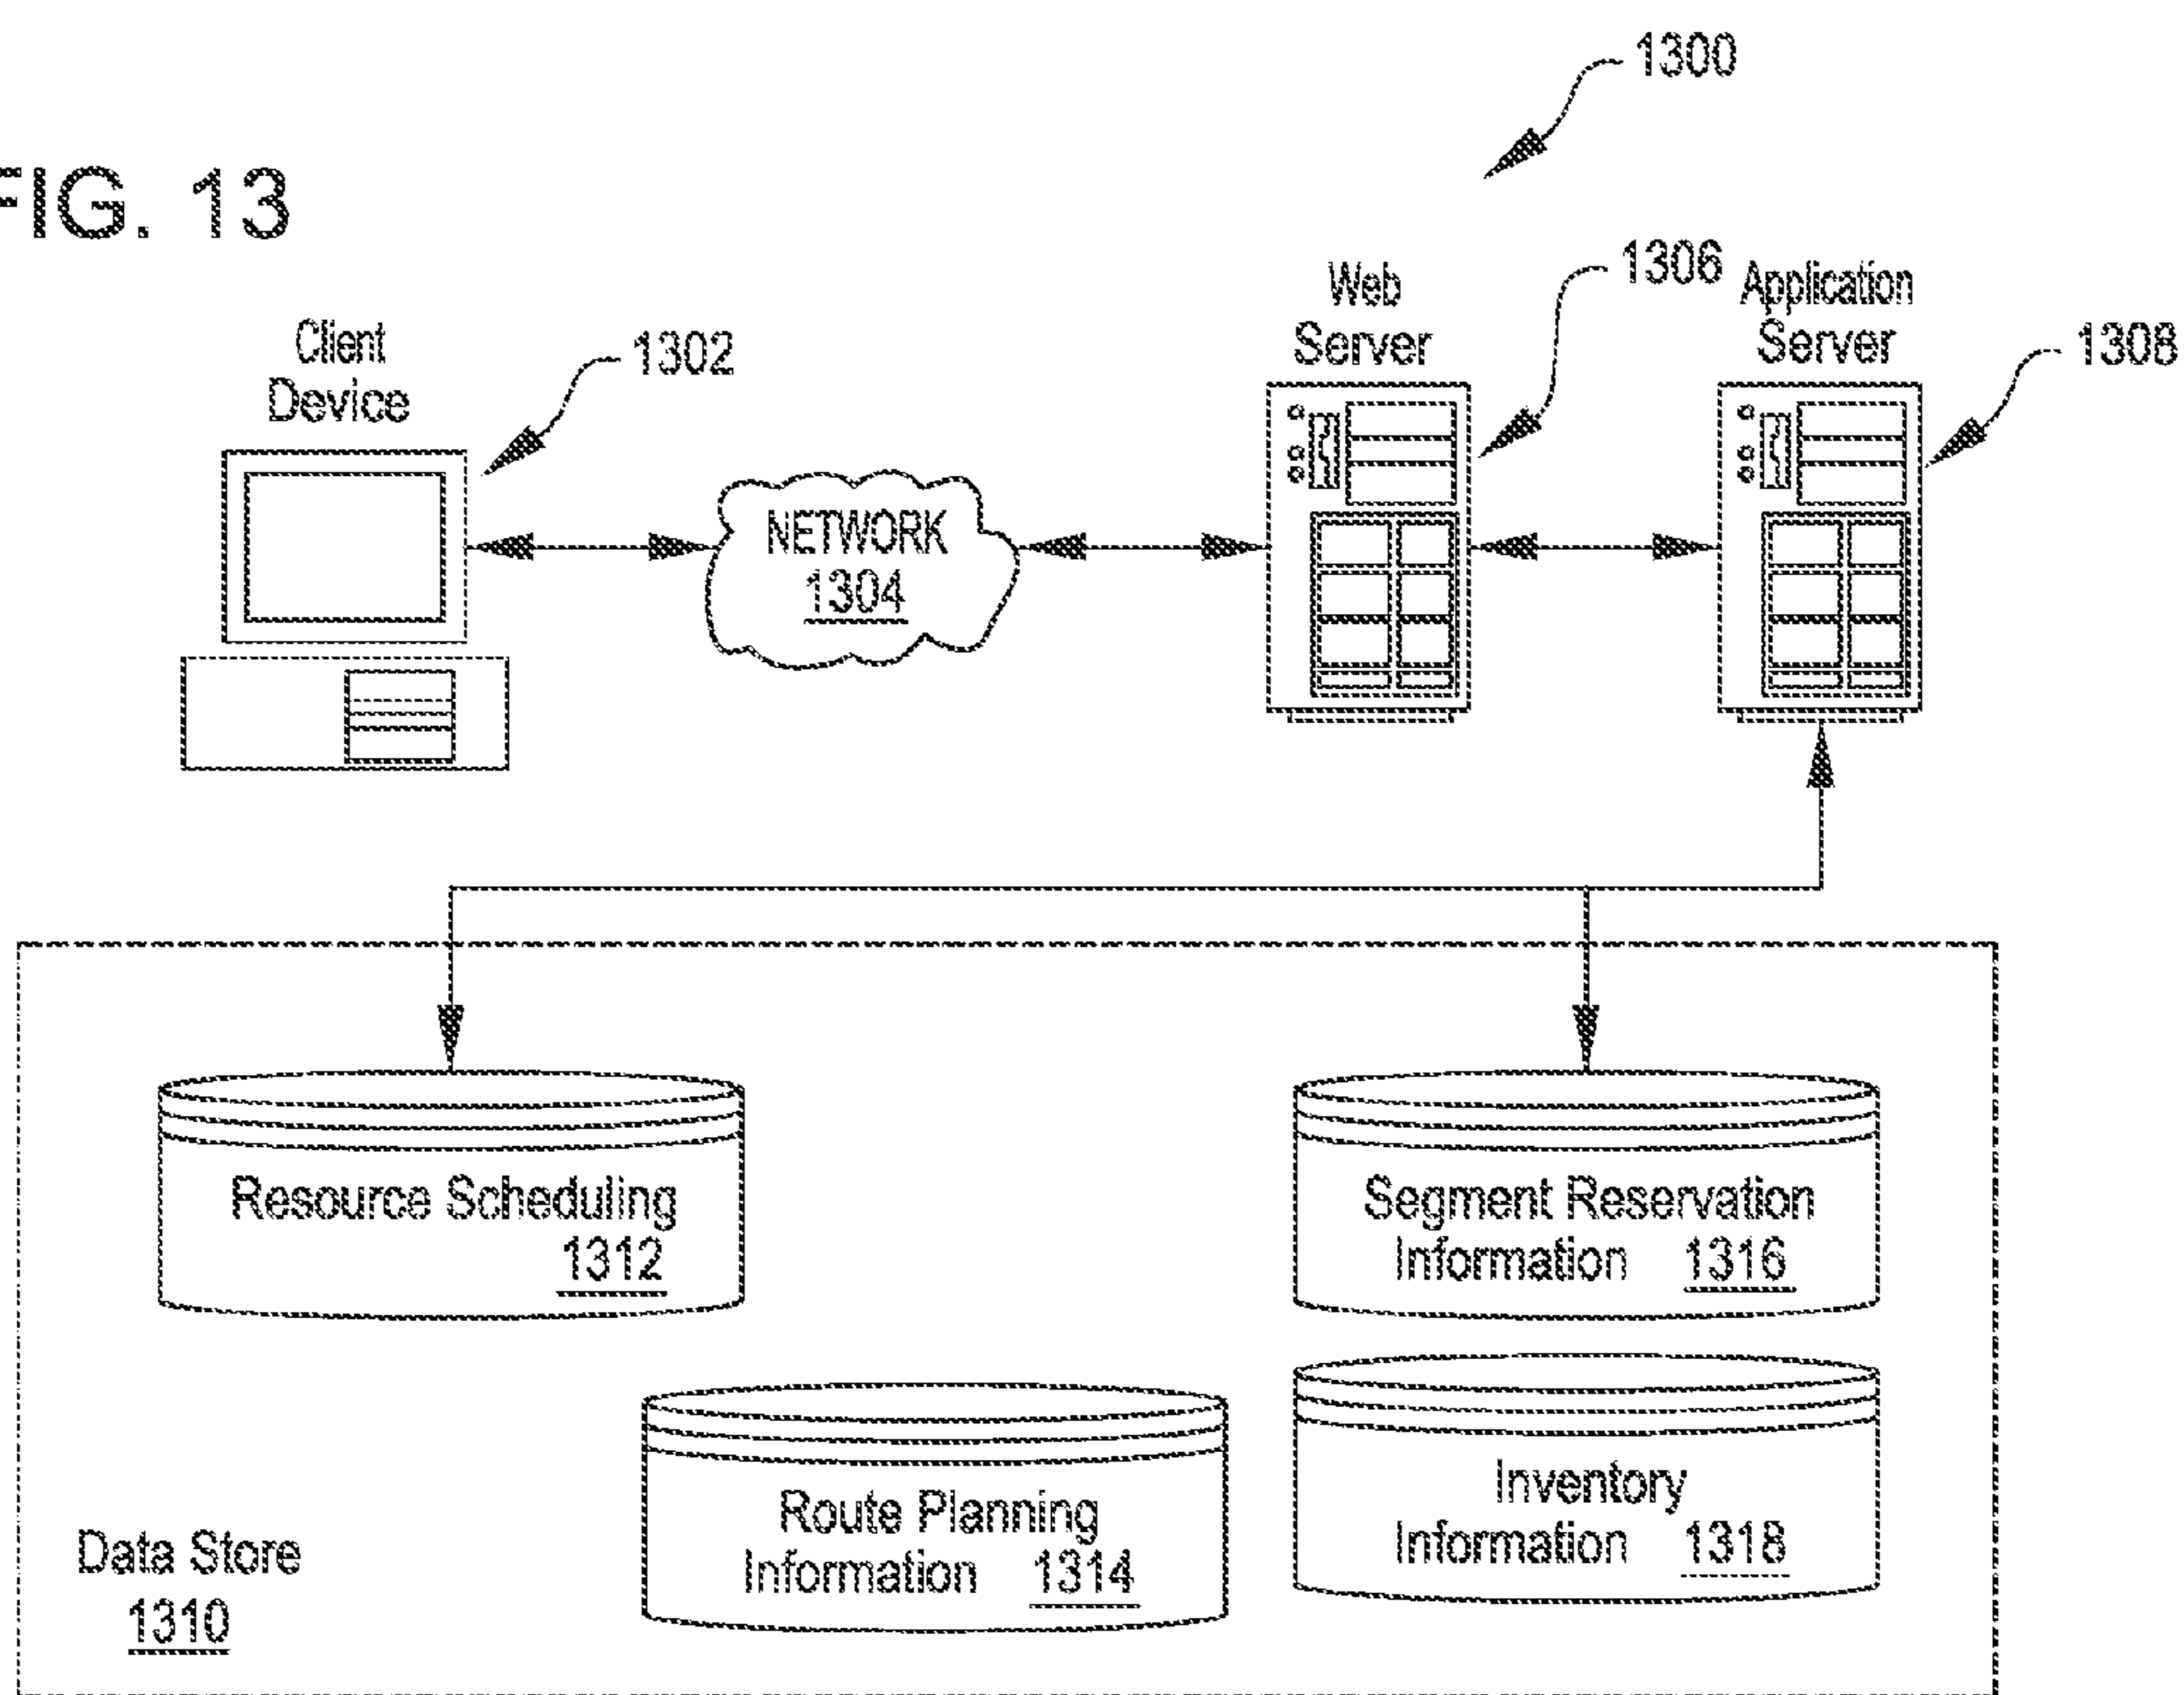 1300
FIG. 13
Client
Device
1302
NETWORK
1304
Web
Server
1306
Application
Server
1308
Resource Scheduling
1312
Segment Reservation
Information 1316
Route Planning
Information 1314
Inventory
Information 1318
Data Store
1310